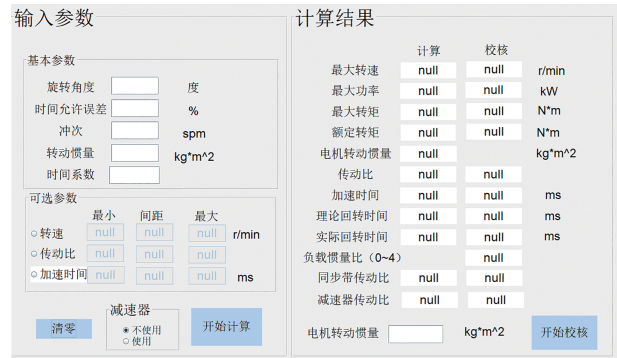 输入参数
基本参数
旋转角度 度
时间允许误差 %
冲次 spm
转动惯量 kg*m^2
时间系数
可选参数
最小 间距 最大
转速 null null null r/min
传动比 null null null
加速时间 null null null ms
清零
减速器
不使用
使用
开始计算
计算结果
计算 校核
最大转速 null null r/min
最大功率 null null kW
最大转矩 null null N*m
额定转矩 null null N*m
电机转动惯量 null kg*m^2
传动比 null null
加速时间 null null ms
理论回转时间 null null ms
实际回转时间 null null ms
负载惯量比（0~4） null
同步带传动比 null null
减速器传动比 null null
电机转动惯量 kg*m^2
开始校核